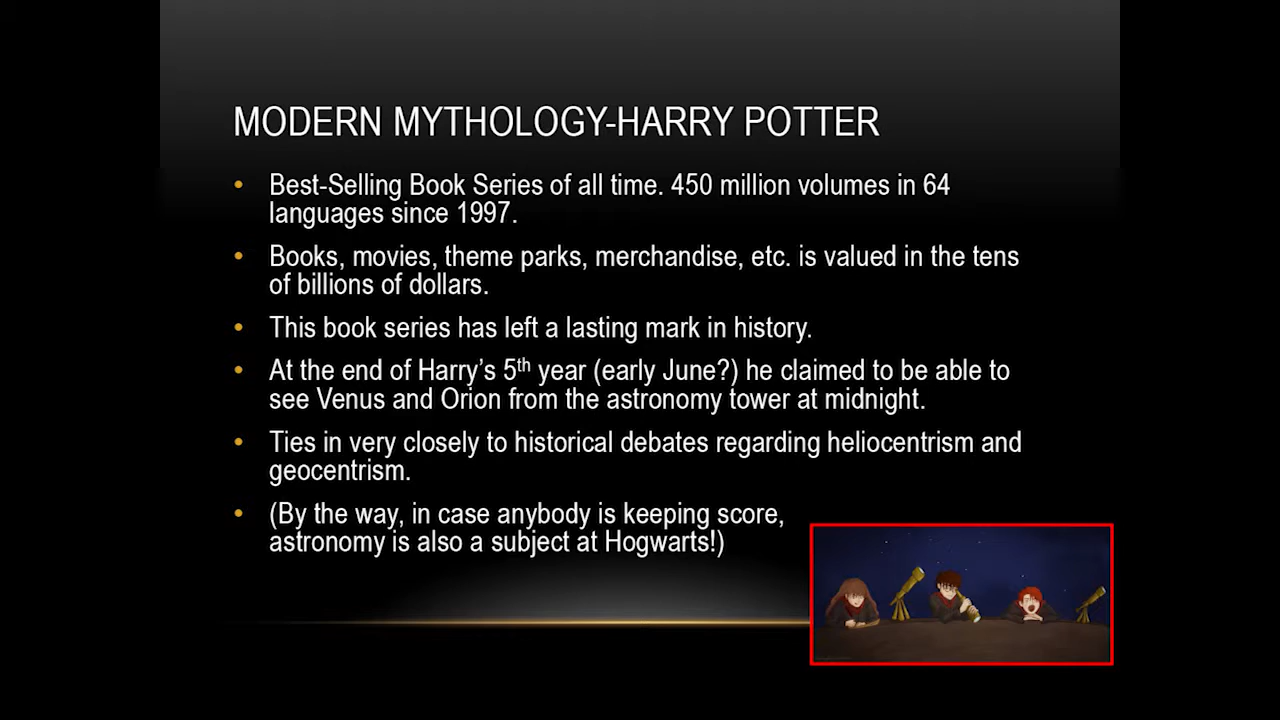 MODERN MYTHOLOGY-HARRY POTTER
• Best-Selling Book Series of all time. 450 million volumes in 64
languages since 1997.
• Books, movies, theme parks, merchandise, etc. is valued in the tens
of billions of dollars.
• This book series has left a lasting mark in history.
• At the end of Harry’s 5th year (early June?) he claimed to be able to
see Venus and Orion from the astronomy tower at midnight.
• Ties in very closely to historical debates regarding heliocentrism and
geocentrism.
• (By the way, in case anybody is keeping score,
astronomy is also a subject at Hogwarts!)